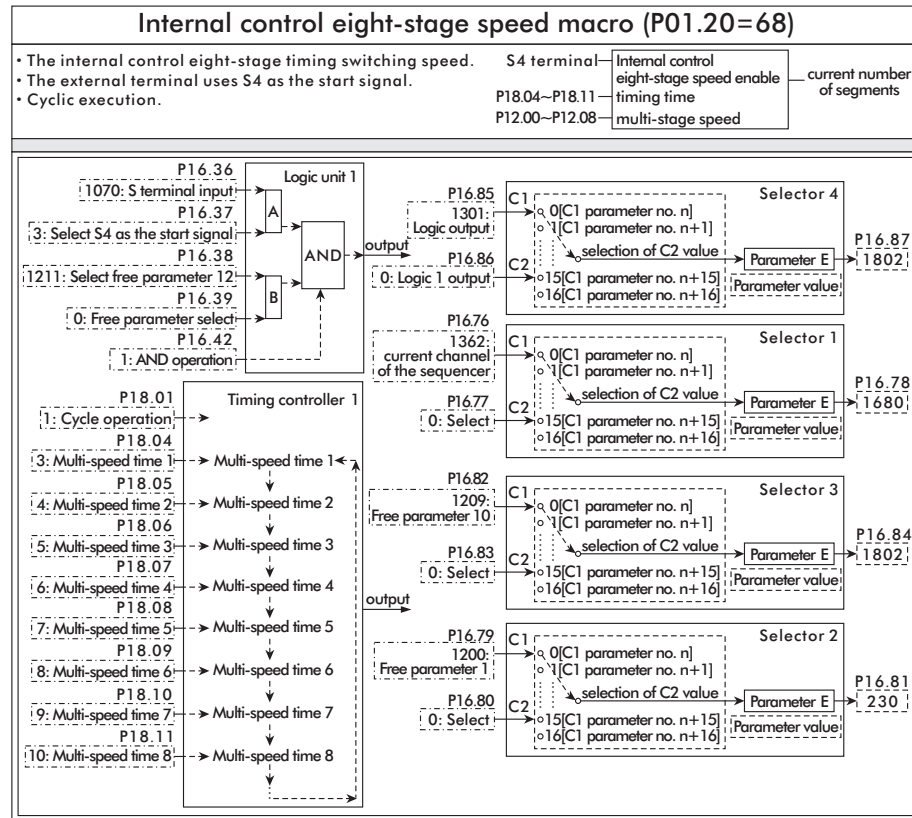 Internal control eight-stage speed macro (P01.20=68)
• The internal control eight-stage timing switching speed.
• The external terminal uses S4 as the start signal.
• Cyclic execution.
S4 terminal
Internal control
eight-stage speed enable
P18.04~P18.11
timing time
P12.00~P12.08
multi-stage speed
current number
of segments
P16.36
1070: S terminal input
P16.37
3: Select S4 as the start signal
P16.38
1211: Select free parameter 12
P16.39
0: Free parameter select
P16.42
1: AND operation
Logic unit 1
A
B
AND
output
P18.01
1: Cycle operation
P18.04
3: Multi-speed time 1
P18.05
4: Multi-speed time 2
P18.06
5: Multi-speed time 3
P18.07
6: Multi-speed time 4
P18.08
7: Multi-speed time 5
P18.09
8: Multi-speed time 6
P18.10
9: Multi-speed time 7
P18.11
10: Multi-speed time 8
Timing controller 1
Multi-speed time 1
Multi-speed time 2
Multi-speed time 3
Multi-speed time 4
Multi-speed time 5
Multi-speed time 6
Multi-speed time 7
Multi-speed time 8
output
P16.85
1301:
Logic output
P16.86
0: Logic 1 output
C1
C2
Selector 4
0[C1 parameter no. n]
1[C1 parameter no. n+1]
selection of C2 value
15[C1 parameter no. n+15]
16[C1 parameter no. n+16]
Parameter E
Parameter value
P16.87
1802
P16.76
1362:
current channel
of the sequencer
P16.77
0: Select
C1
C2
Selector 1
0[C1 parameter no. n]
1[C1 parameter no. n+1]
selection of C2 value
15[C1 parameter no. n+15]
16[C1 parameter no. n+16]
Parameter E
Parameter value
P16.78
1680
P16.82
1209:
Free parameter 10
P16.83
0: Select
C1
C2
Selector 3
0[C1 parameter no. n]
1[C1 parameter no. n+1]
selection of C2 value
15[C1 parameter no. n+15]
16[C1 parameter no. n+16]
Parameter E
Parameter value
P16.84
1802
P16.79
1200:
Free parameter 1
P16.80
0: Select
C1
C2
Selector 2
0[C1 parameter no. n]
1[C1 parameter no. n+1]
selection of C2 value
15[C1 parameter no. n+15]
16[C1 parameter no. n+16]
Parameter E
Parameter value
P16.81
230